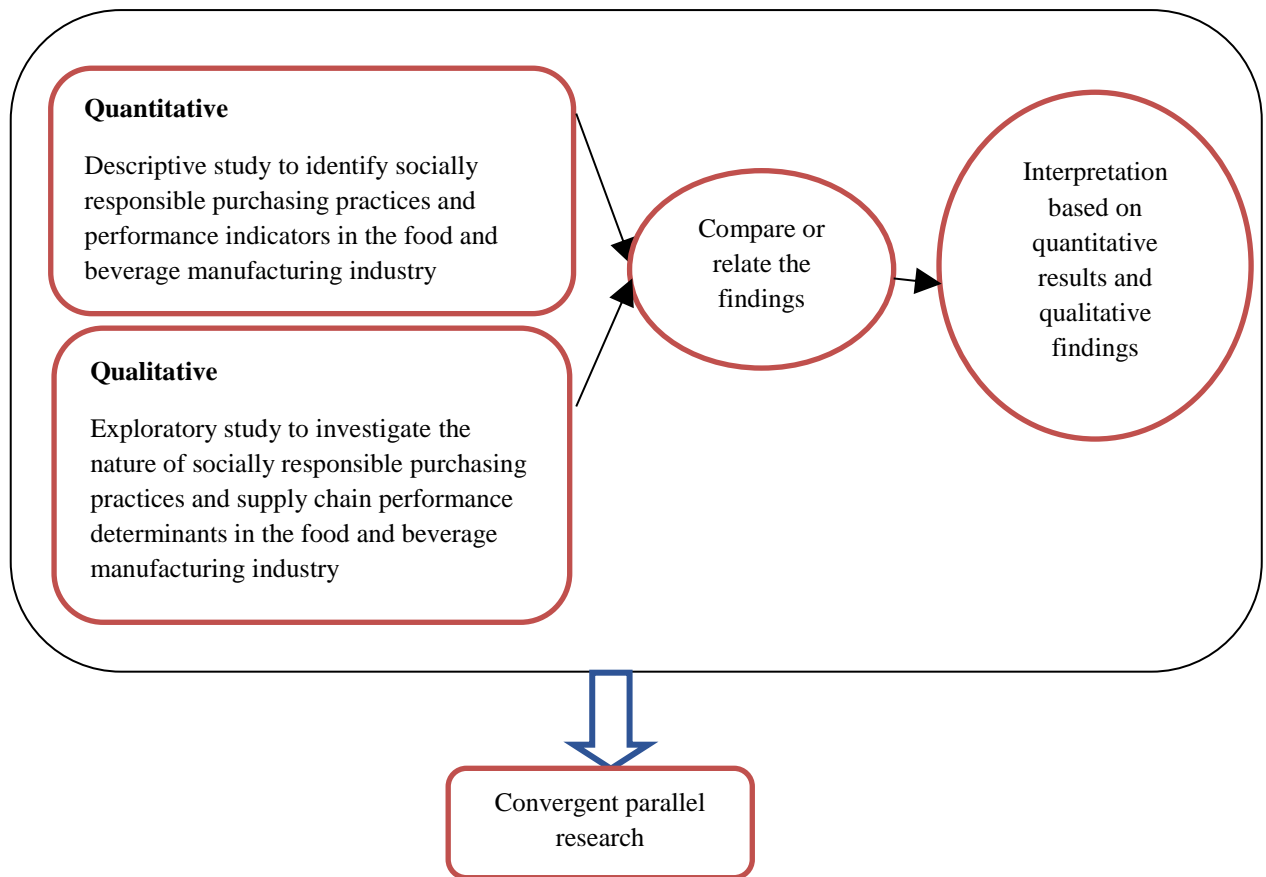 Quantitative
Descriptive study to identify socially
responsible purchasing practices and
performance indicators in the food and
beverage manufacturing industry
Qualitative
Exploratory study to investigate the
nature of socially responsible purchasing
practices and supply chain performance
determinants in the food and beverage
manufacturing industry
Compare or
relate the
findings
Interpretation
based on
quantitative
results and
qualitative
findings
Convergent parallel
research